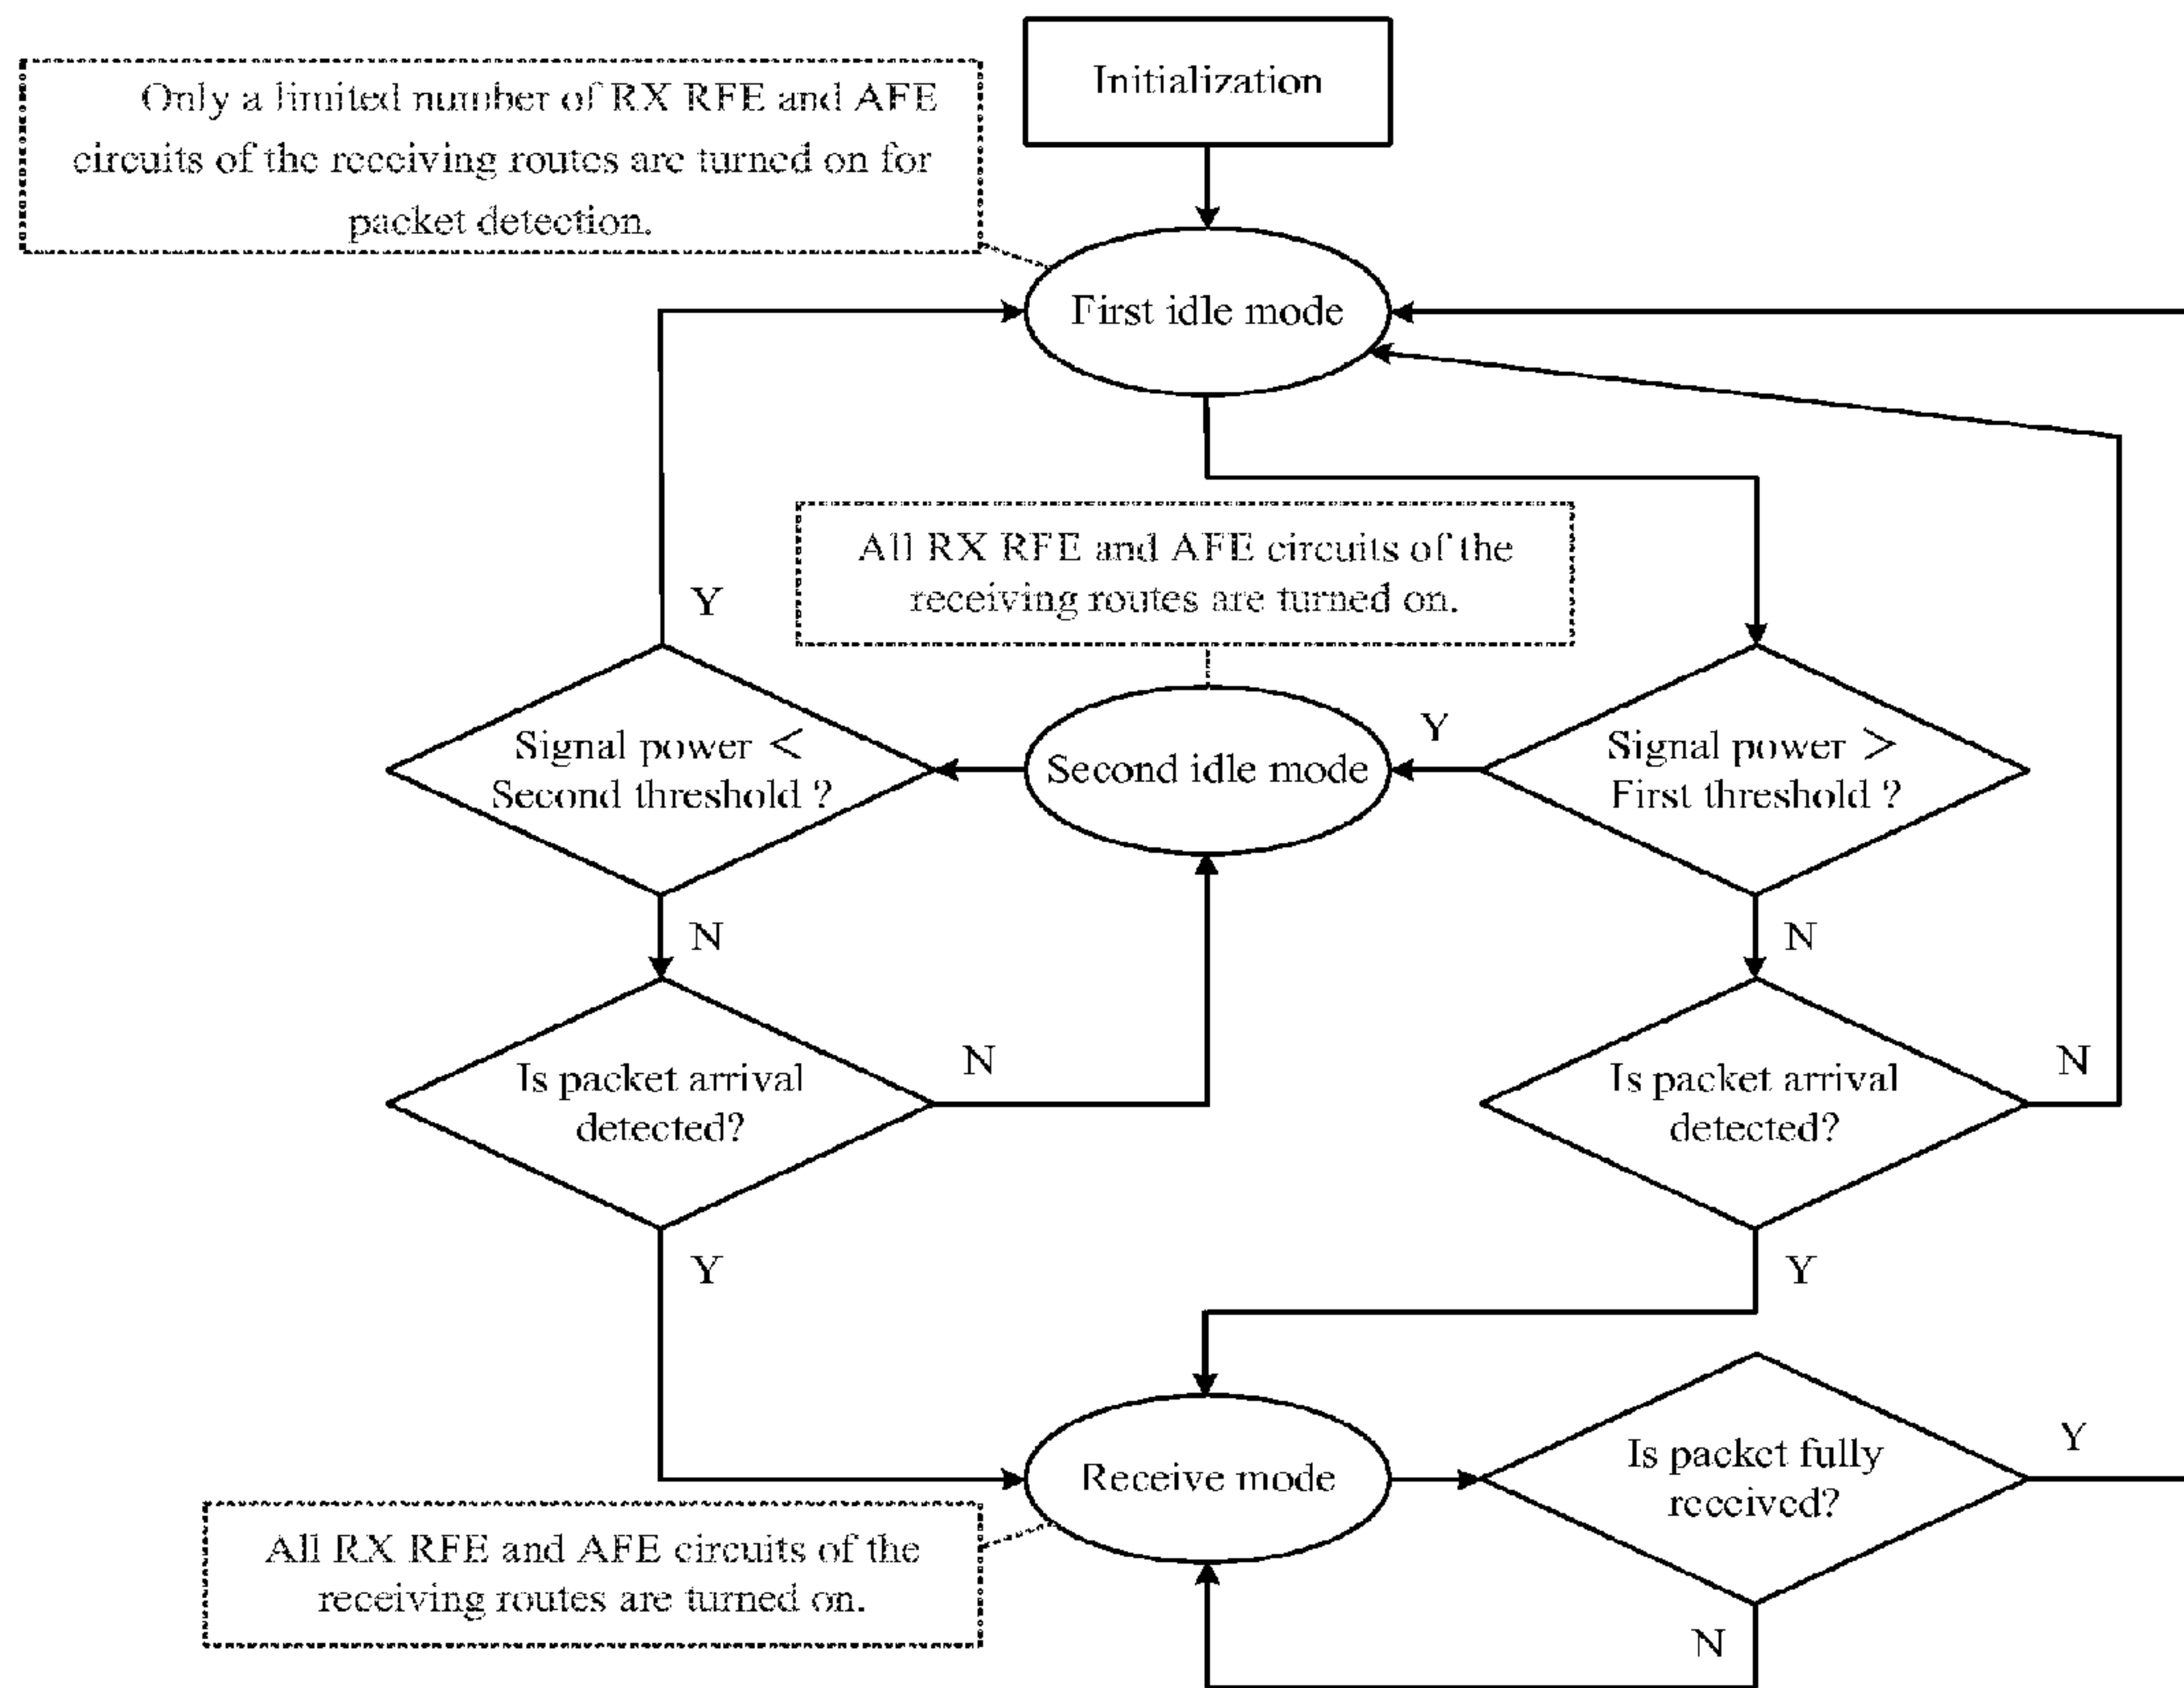 Initialization
Only a limited number of RX RFE and AFE
circuits of the receiving routes are turned on for
packet detection.
First idle mode
All RX RFE and AFE circuits of the
receiving routes are turned on.
Y
Signal power <
Second threshold ?
Second idle mode
Y
Signal power >
First threshold ?
N
N
Is packet arrival
detected?
N
Is packet arrival
detected?
N
Y
Y
Receive mode
Is packet fully
received?
Y
All RX RFE and AFE circuits of the
receiving routes are turned on.
N